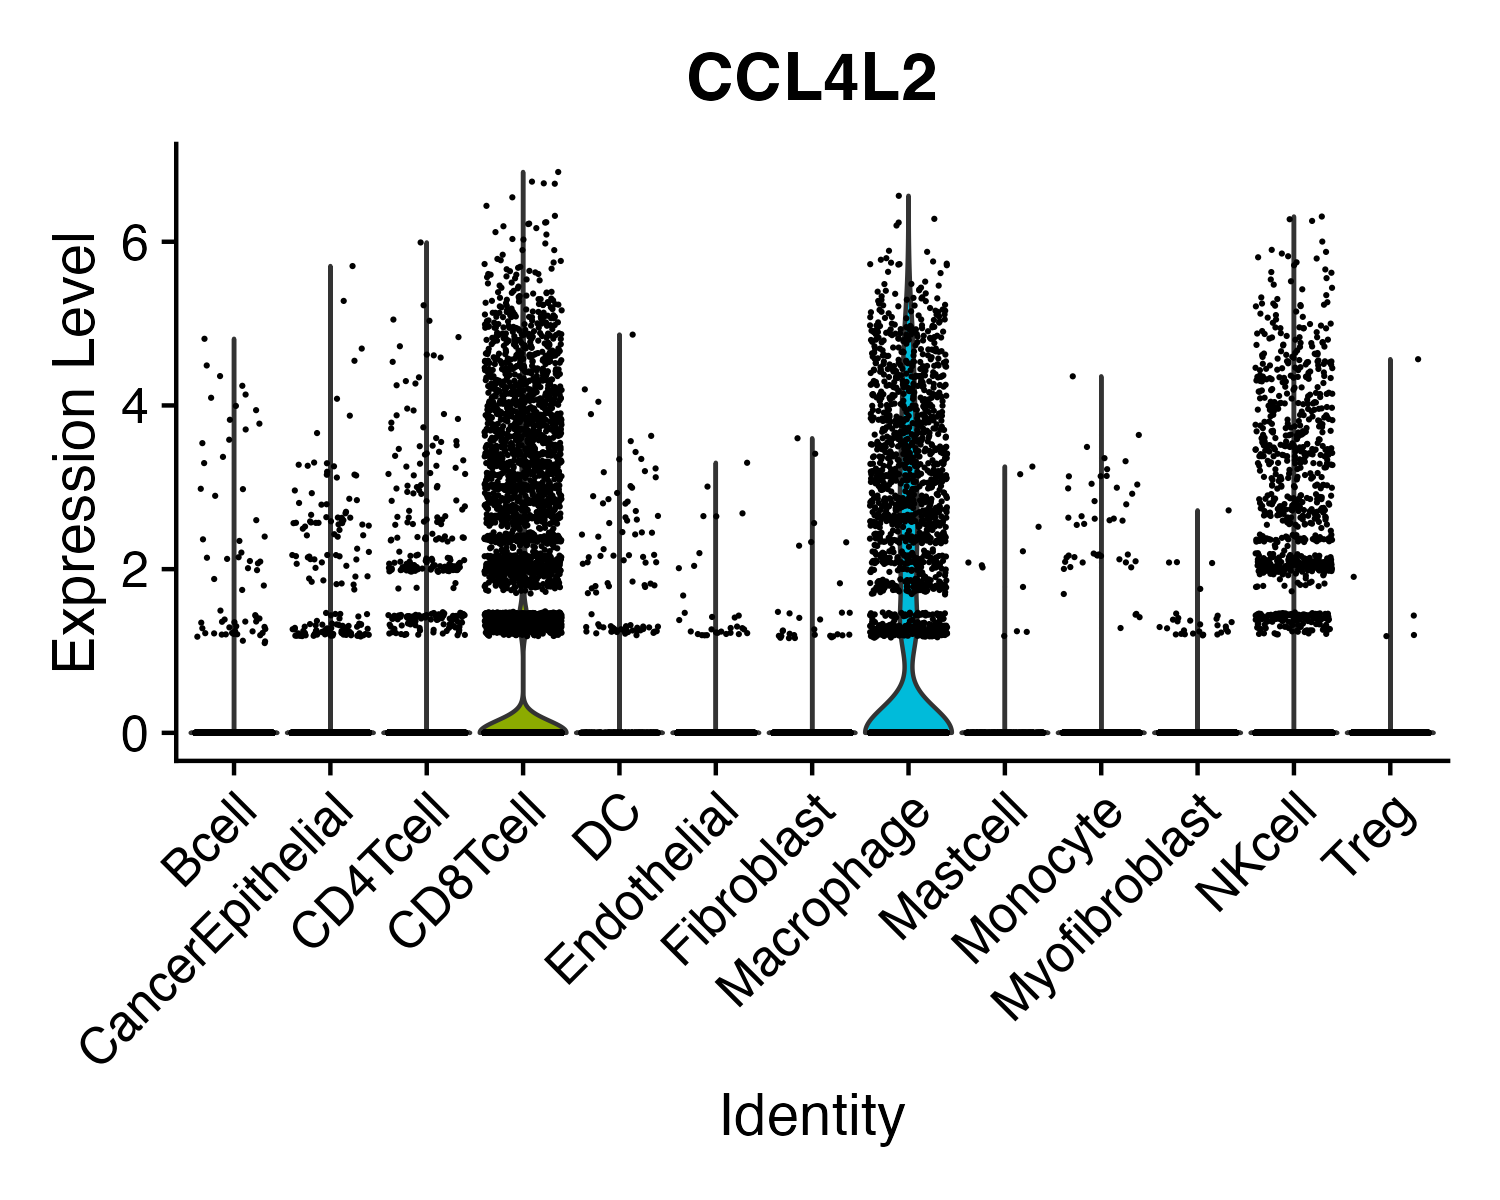 CCL4L2
Expression Level
6
4
2
0
Bcell
CancerEpithelial
CD4Tcell
CD8Tcell
DC
Endothelial
Fibroblast
Macrophage
Mastcell
Monocyte
Myofibroblast
NKcell
Treg
Identity